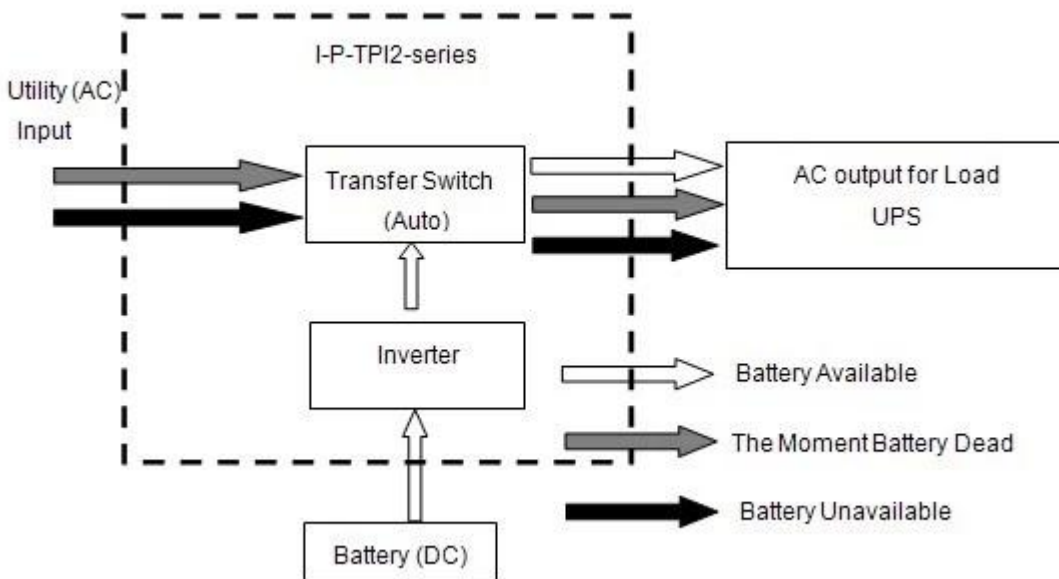 I-P-TPI2-series
Utility (AC)
Input
Transfer Switch
(Auto)
AC output for Load
UPS
Inverter
Battery Available
The Moment Battery Dead
Battery Unavailable
Battery (DC)